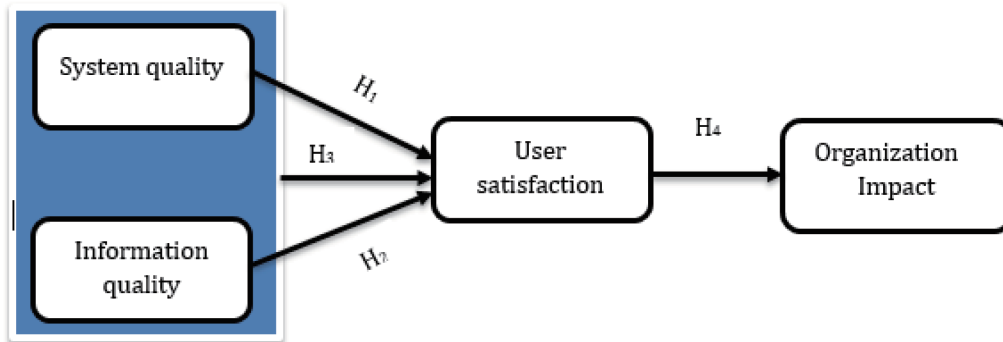 System quality
H₁
H₃
H₄
User
satisfaction
Organization
Impact
Information
quality
H₂